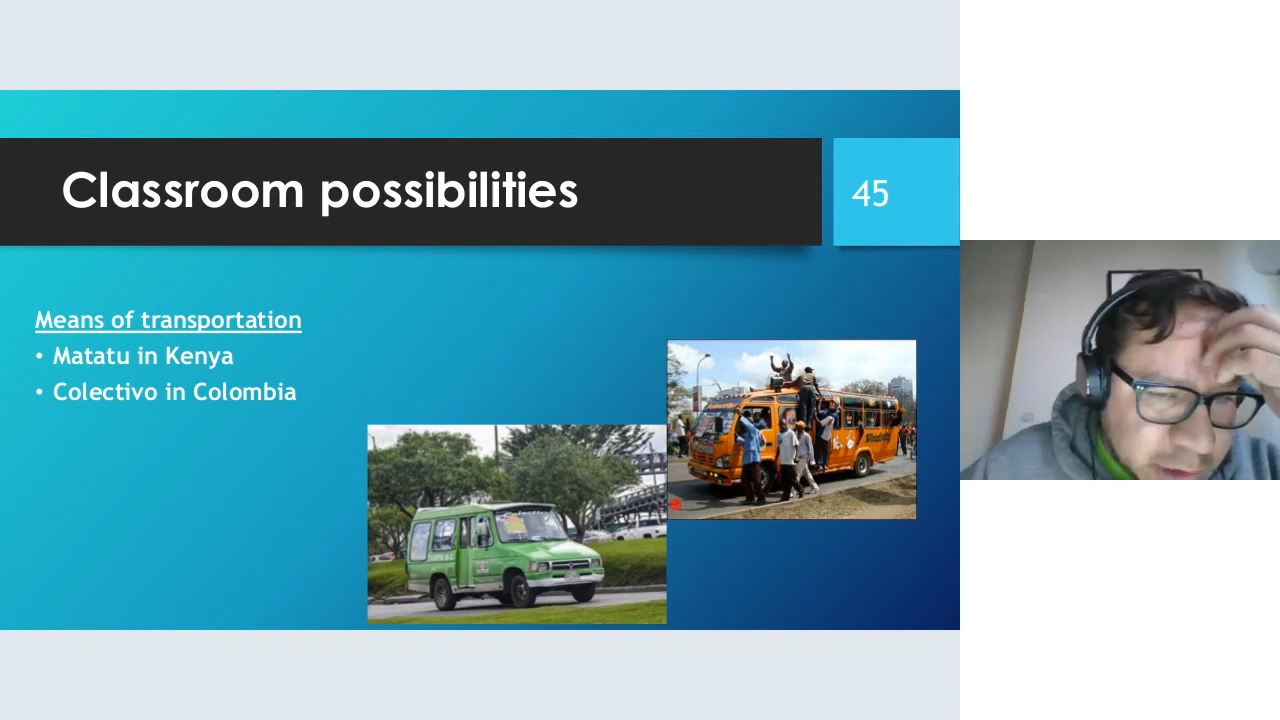 Classroom possibilities
45
Means of transportation
• Matatu in Kenya
• Colectivo in Colombia